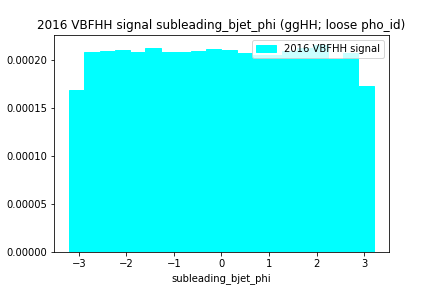 2016 VBFHH signal subleading_bjet_phi (ggHH; loose pho_id)
2016 VBFHH signal
0.00020
0.00015
0.00010
0.00005
0.00000
−3 −2 −1 0 1 2 3
subleading_bjet_phi